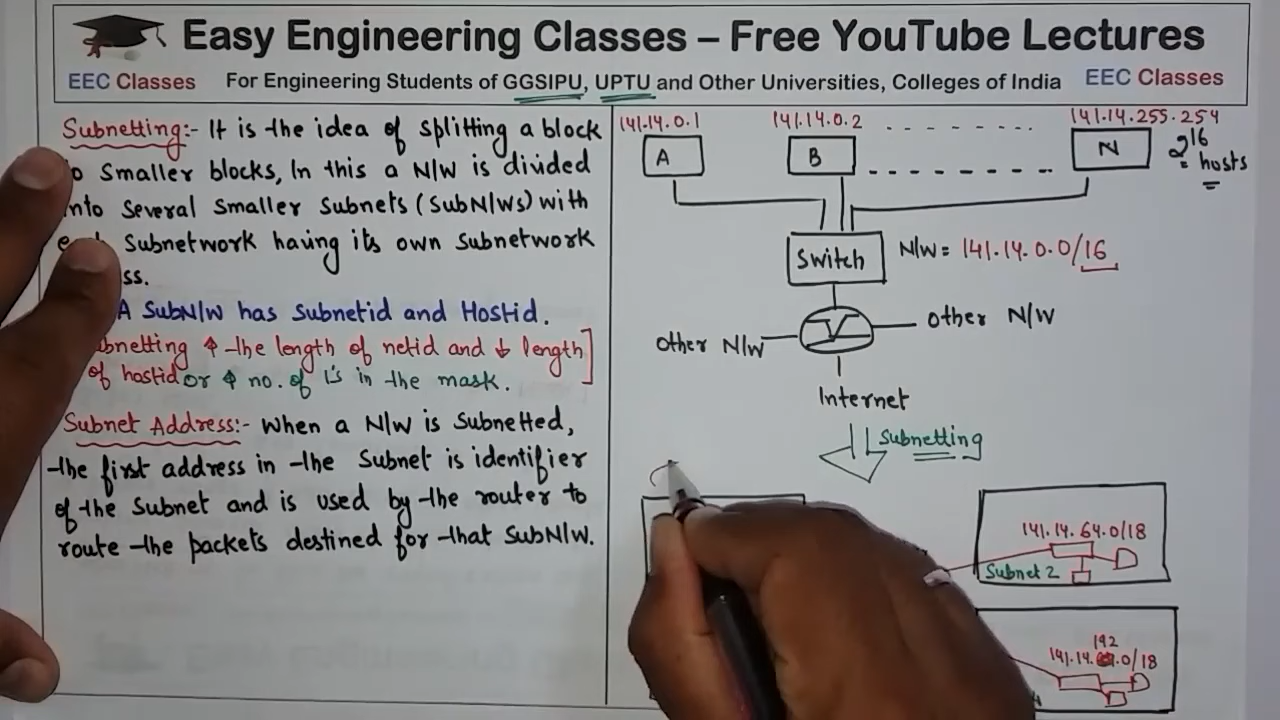 Easy Engineering Classes – Free YouTube Lectures
EEC Classes For Engineering Students of GGSIPU, UPTU and Other Universities, Colleges of India EEC Classes
Subnetting:- It is the idea of splitting a block
smaller blocks, In this a N/W is divided
into several smaller subnets (SubN/Ws) with
subnetwork having its own subnetwork
A SubN/W has Subnetid and Hostid.
↑ the length of netid and ↓ length
of hostid or ↑ no. of 1's in the mask.
Subnet Address:- When a N/W is Subnetted,
the first address in the Subnet is identifier
of the Subnet and is used by the router to
route the packets destined for that SubN/W.
141.14.0.1 141.14.0.2 141.14.255.254
A B N 2^16
hosts
Switch N/W = 141.14.0.0/16
other N/W other N/W
Internet
Subnetting
141.14.64.0/18
Subnet 2
192
141.14. .0/18